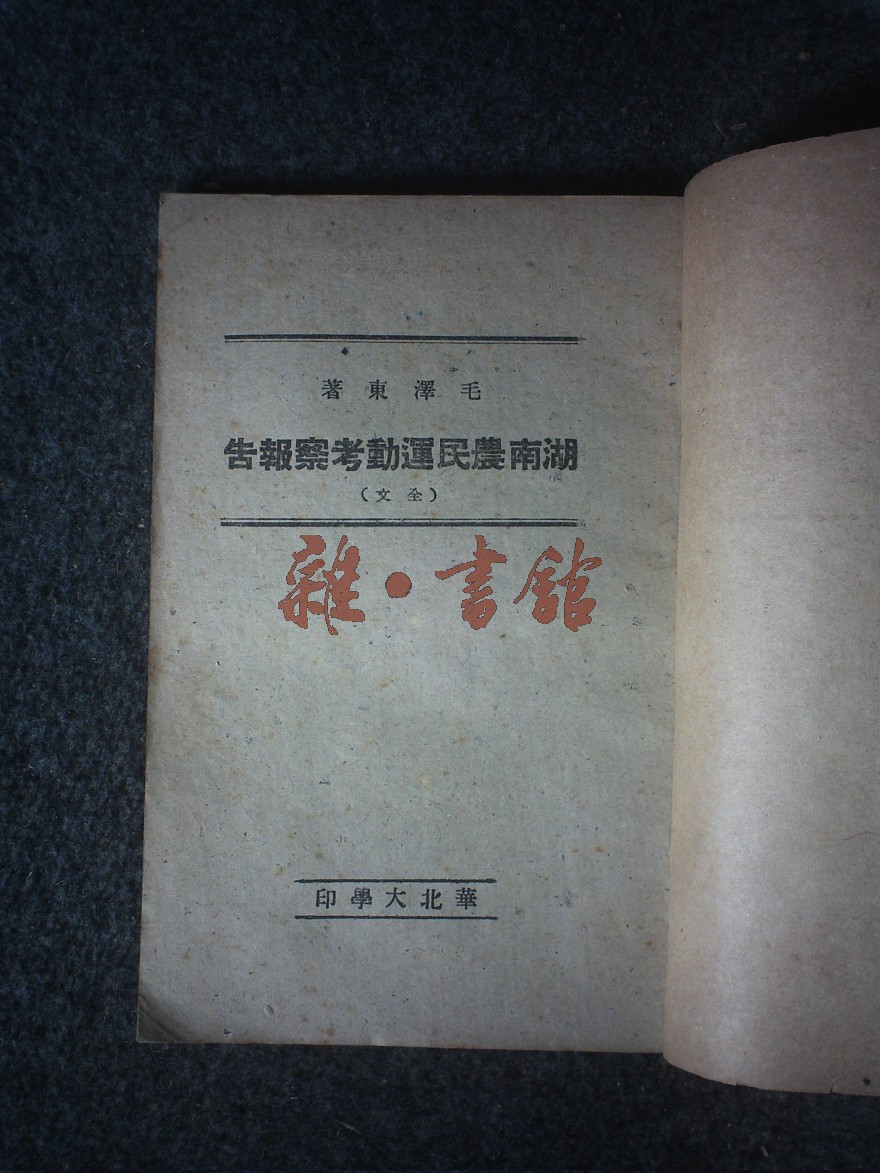 毛澤東著
湖南農民運動考察報告
（全文）
雜·書館
華北大學印